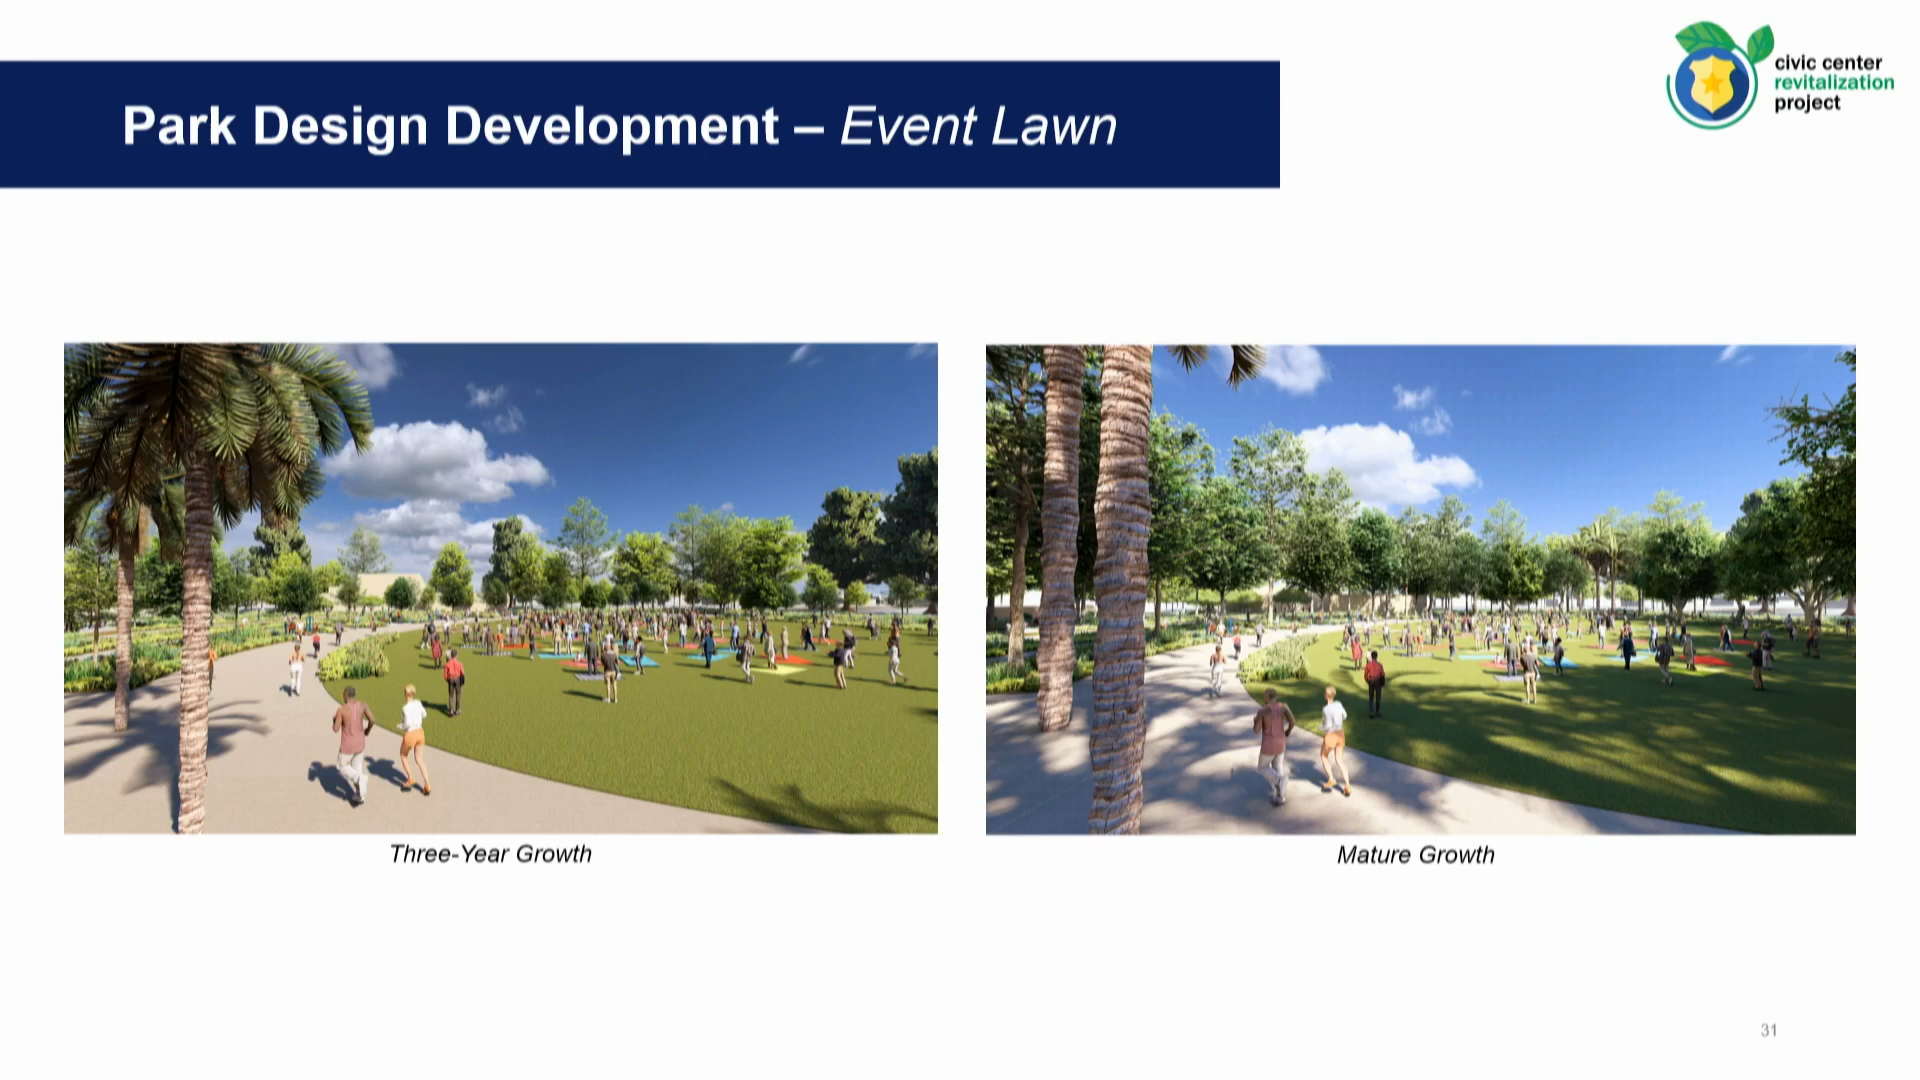 civic center
revitalization
project
Park Design Development – Event Lawn
Three-Year Growth
Mature Growth
31